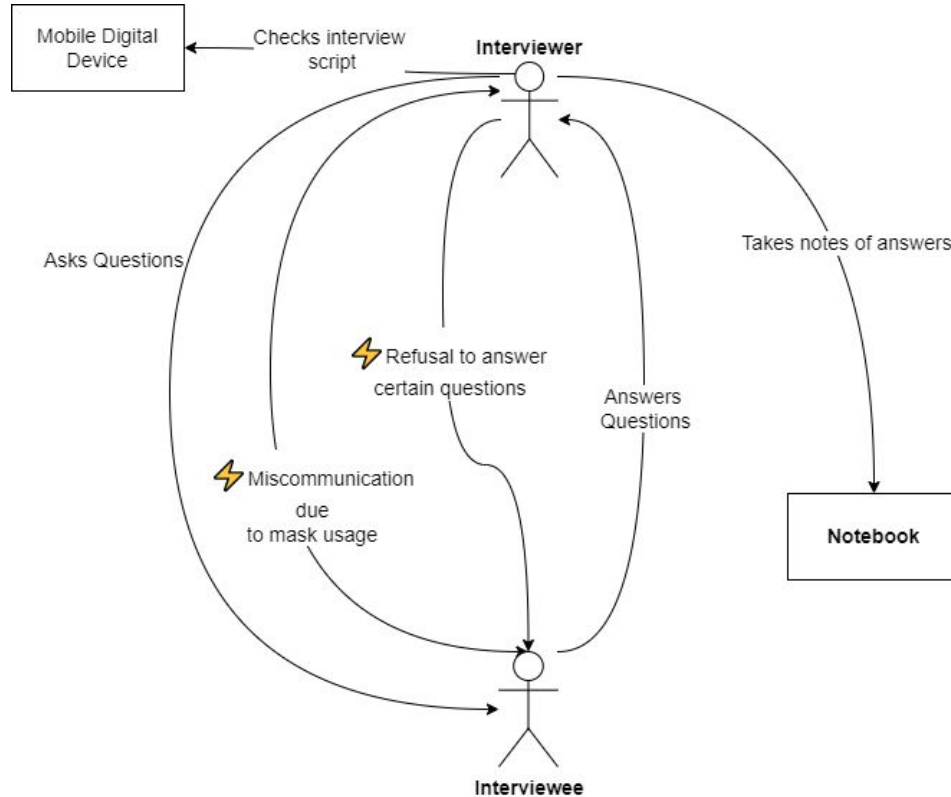 Mobile Digital
Device
Checks interview
script
Interviewer
Asks Questions
Takes notes of answers
Refusal to answer
certain questions
Answers
Questions
Miscommunication
due
to mask usage
Notebook
Interviewee